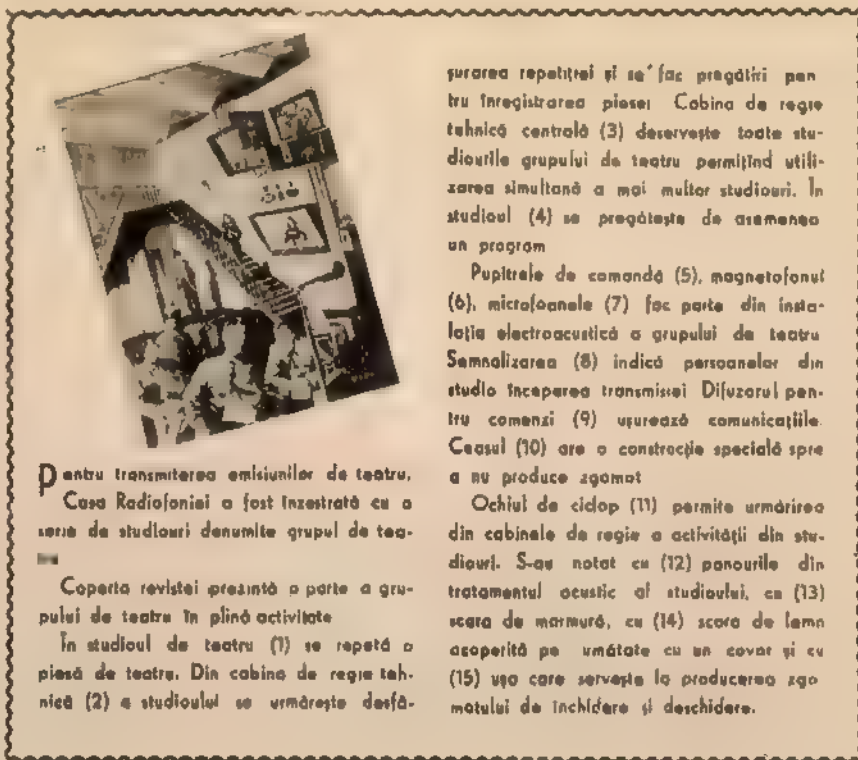 Pentru transmiterea emisiunilor de teatru,
Casa Radiofoniei a fost înzestrată cu o
serie de studiouri denumite grupul de tea-
Coperta revistei prezintă o parte a gru-
pului de teatru în plină activitate
În studioul de teatru (1) se repetă o
piesă de teatru. Din cabina de regie teh-
nică (2) a studioului se urmărește desfă-
șurarea repetiției și se fac pregătiri pen
tru înregistrarea piesei Cabina de regie
tehnică centrală (3) deservește toate stu-
diourile grupului de teatru permițînd utili-
zarea simultană a mai multor studiouri. În
studioul (4) se pregătește de asemenea
un program
Pupitrele de comandă (5), magnetofonul
(6), microfoanele (7) fac parte din insta-
lația electroacustică a grupului de teatru
Semnalizarea (8) indică persoanelor din
studio începerea transmisiei Difuzorul pen-
tru comenzi (9) ușurează comunicațiile.
Ceasul (10) are o construcție specială spre
a nu produce zgomot
Ochiul de ciclop (11) permite urmărirea
din cabinele de regie a activității din stu-
diouri. S-au notat cu (12) panourile din
tratamentul acustic al studioului, cu (13)
scara de marmură, cu (14) scara de lemn
acoperită pe umătate cu un covor și cu
(15) ușa care servește la producerea zgo
motului de închidere și deschidere.